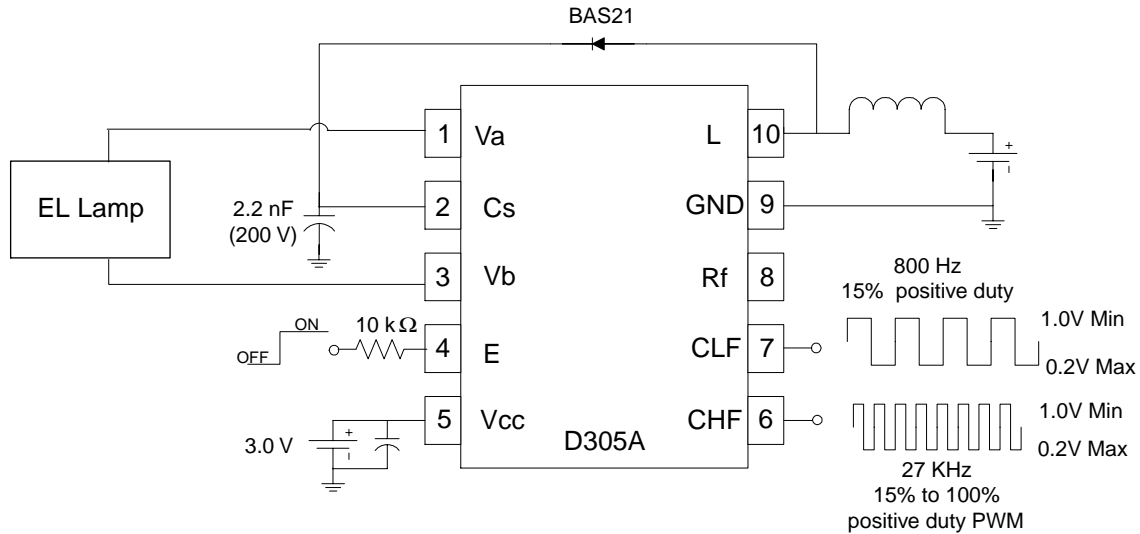 BAS21
1 Va
L 10
EL Lamp
2.2 nF
(200 V)
2 Cs
GND 9
+
-
3 Vb
Rf 8
800 Hz
15% positive duty
ON
OFF
10 k Ω
4 E
CLF 7
1.0V Min
0.2V Max
3.0 V
+
-
5 Vcc
CHF 6
D305A
1.0V Min
0.2V Max
27 KHz
15% to 100%
positive duty PWM